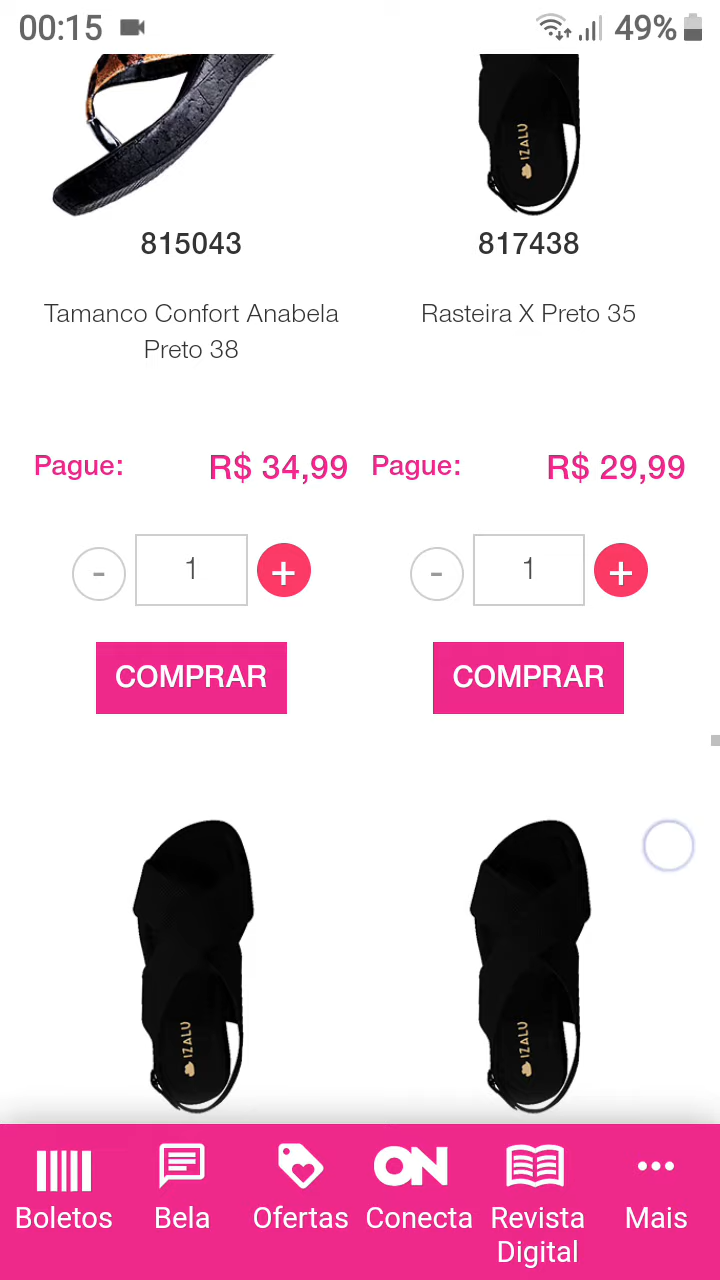 00:15
49%
IZALU
815043
817438
Tamanco Confort Anabela
Preto 38
Rasteira X Preto 35
Pague:
R$ 34,99
Pague:
R$ 29,99
-
1
+
-
1
+
COMPRAR
COMPRAR
IZALU
IZALU
Boletos
Bela
Ofertas
ON
Conecta
Revista
Digital
Mais